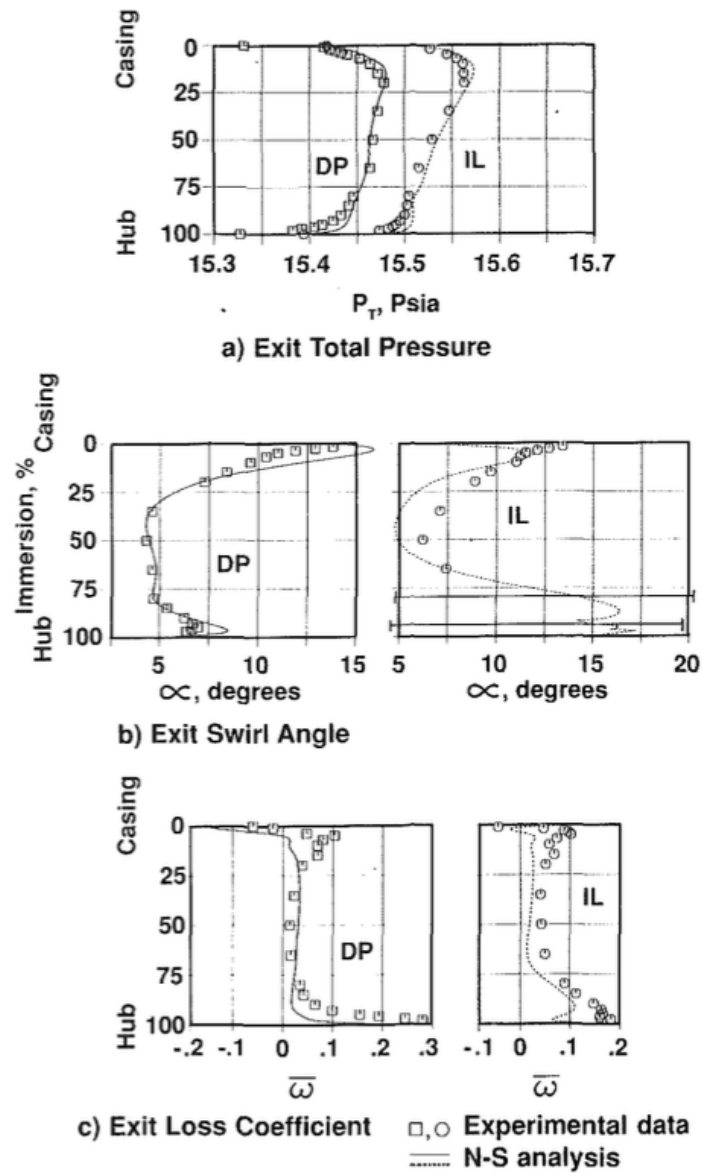 Casing
0
25
50
75
100
Hub
DP
IL
15.3 15.4 15.5 15.6 15.7
P_T, Psia
a) Exit Total Pressure
Immersion, %
Casing
0
25
50
75
100
Hub
DP
IL
5 10 15
5 10 15 20
∝, degrees
∝, degrees
b) Exit Swirl Angle
Casing
0
25
50
75
100
Hub
DP
IL
-.2 -.1 0 .1 .2 .3
-.1 0 .1 .2
ω̅
ω̅
c) Exit Loss Coefficient
□,○ Experimental data
N-S analysis